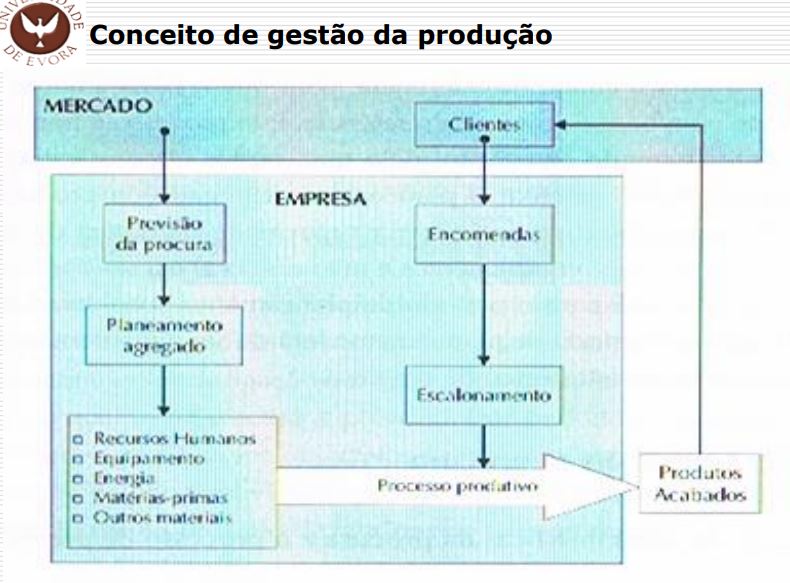 UNIVERSIDADE
DE EVORA
Conceito de gestão da produção
MERCADO
Clientes
EMPRESA
Previsão
da procura
Encomendas
Planeamento
agregado
Escalonamento
Recursos Humanos
Equipamento
Energia
Matérias-primas
Outros materiais
Processo produtivo
Produtos
Acabados